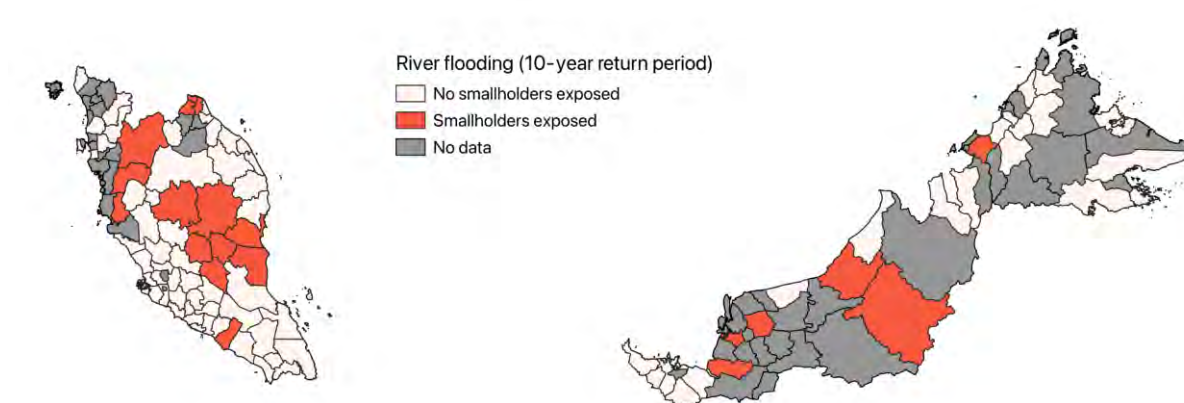 River flooding (10-year return period)
No smallholders exposed
Smallholders exposed
No data